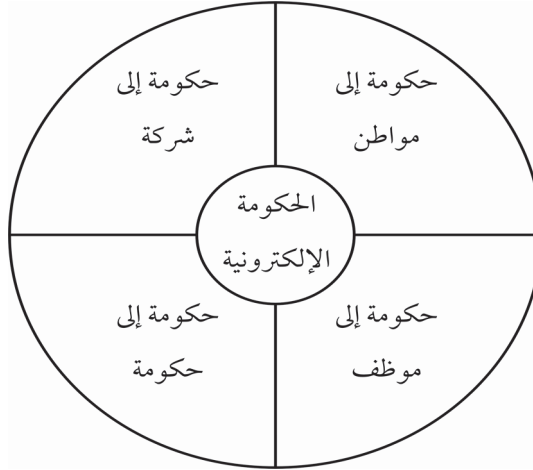 حكومة إلى
مواطن
حكومة إلى
شركة
الحكومة
الإلكترونية
حكومة إلى
موظف
حكومة إلى
حكومة